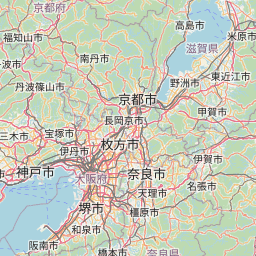 京都府
高島市
米原市
福知山市
滋賀県
南丹市
丹波篠山市
野洲市
東近江市
京都市
甲賀市
長岡京市
三木市
宝塚市
枚方市
伊丹市
伊賀市
神戸市
大阪府
奈良市
名張市
天理市
堺市
橿原市
和泉市
阪南市
橋本市
奈良県